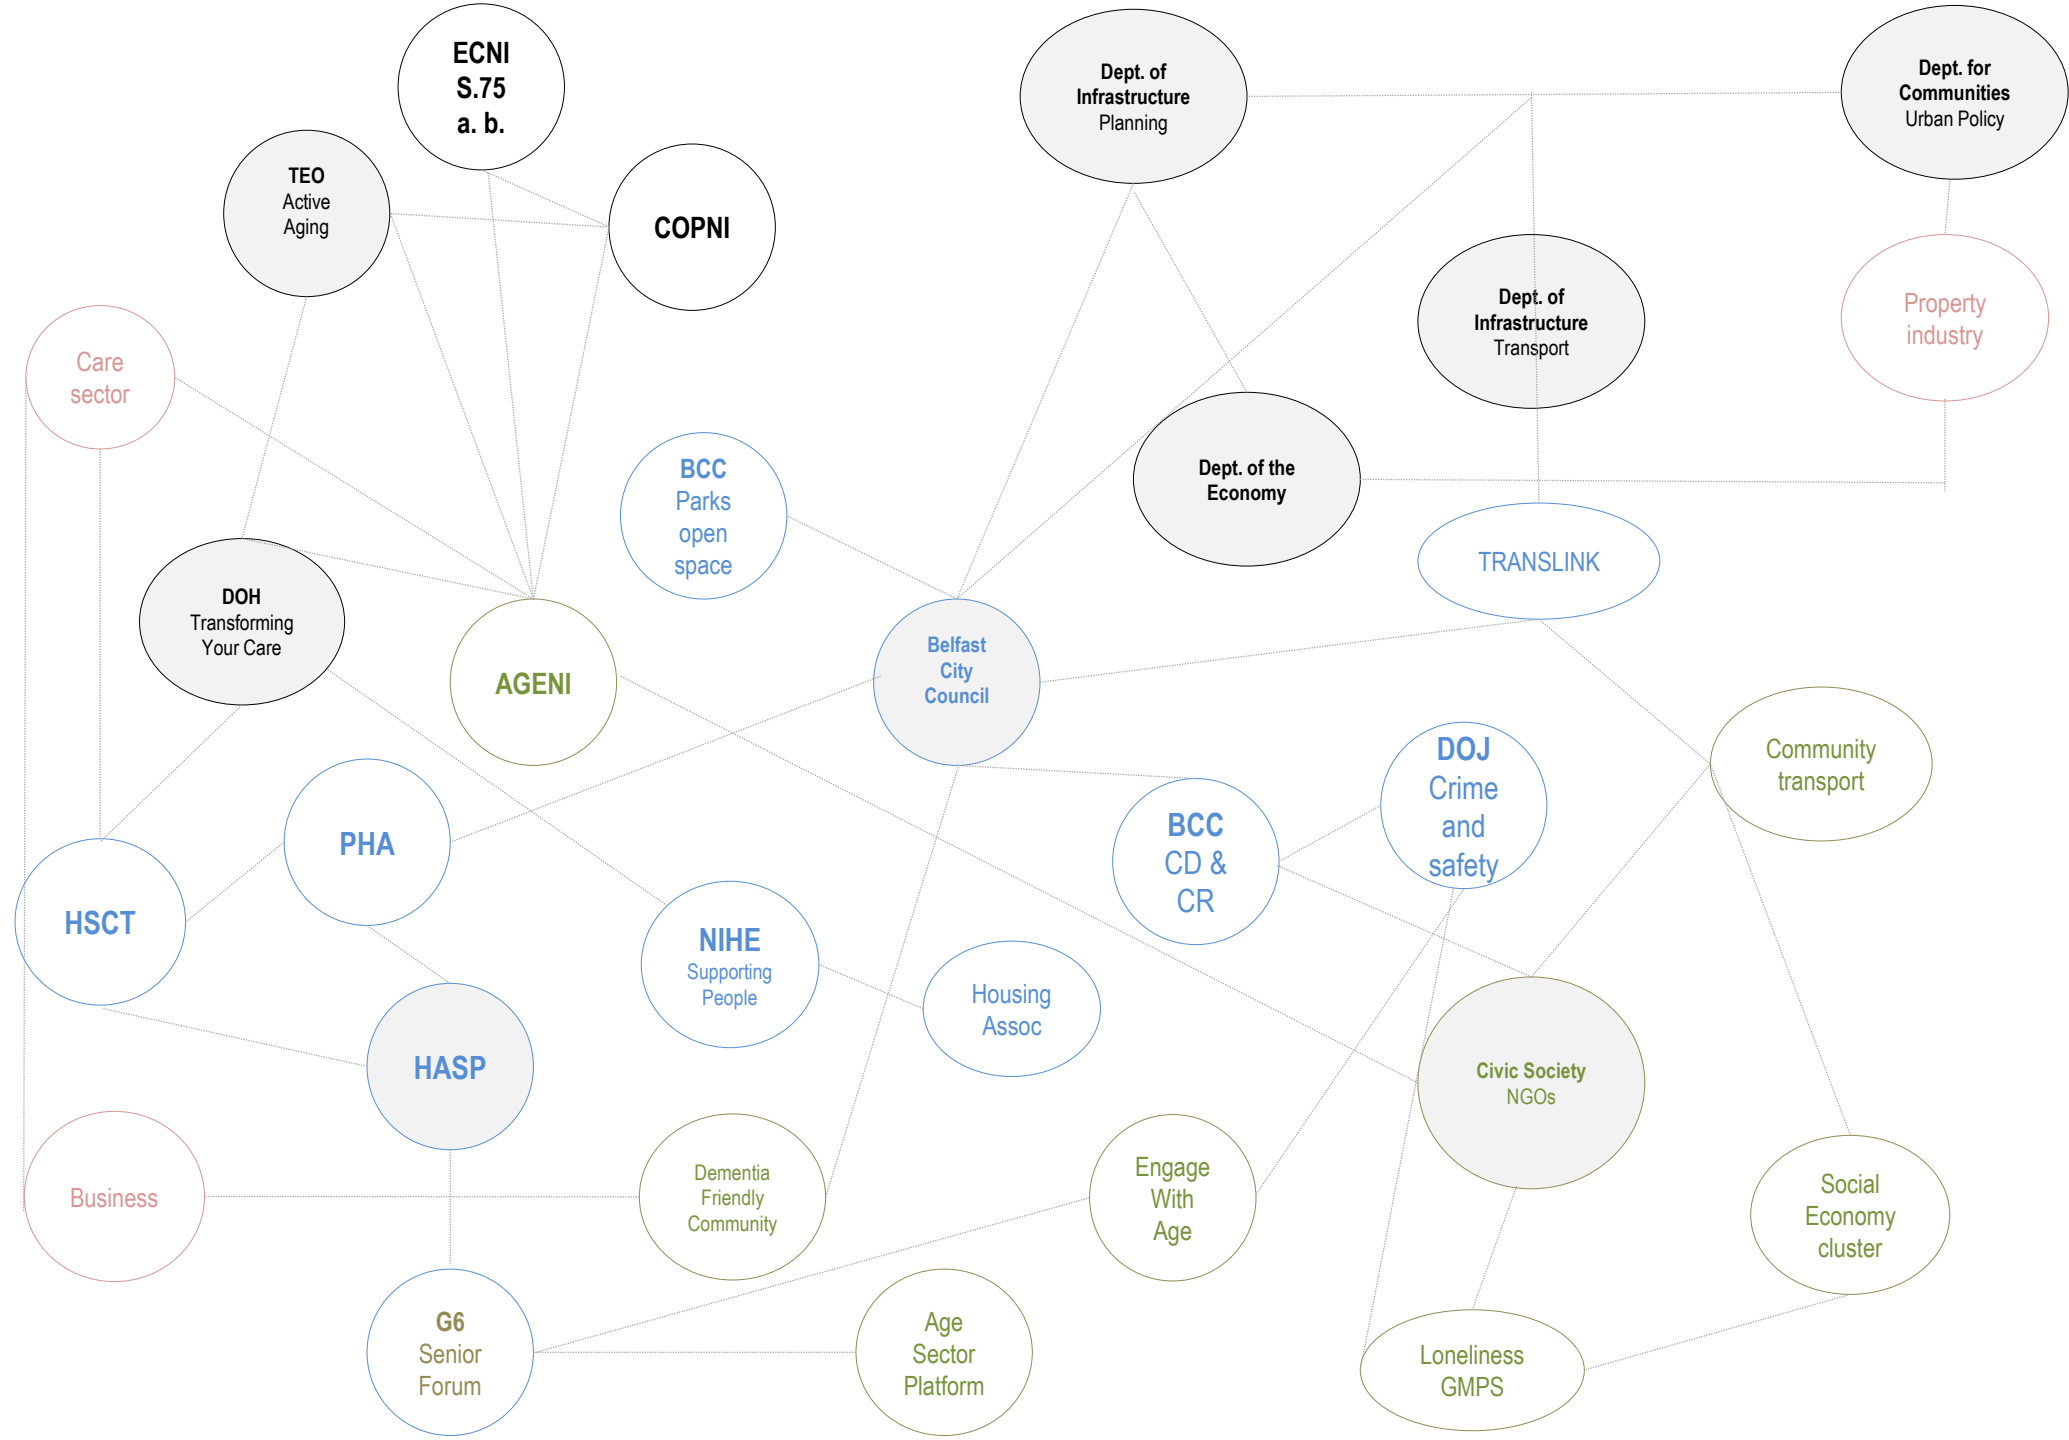 ECNI
S.75
a. b.
Dept. of
Infrastructure
Planning
Dept. for
Communities
Urban Policy
TEO
Active
Aging
COPNI
Dept. of
Infrastructure
Transport
Property
industry
Care
sector
BCC
Parks
open
space
Dept. of the
Economy
TRANSLINK
DOH
Transforming
Your Care
AGENI
Belfast
City
Council
Community
transport
DOJ
Crime
and
safety
PHA
BCC
CD &
CR
HSCT
NIHE
Supporting
People
Housing
Assoc
HASP
Civic Society
NGOs
Business
Dementia
Friendly
Community
Engage
With
Age
Social
Economy
cluster
G6
Senior
Forum
Age
Sector
Platform
Loneliness
GMPS